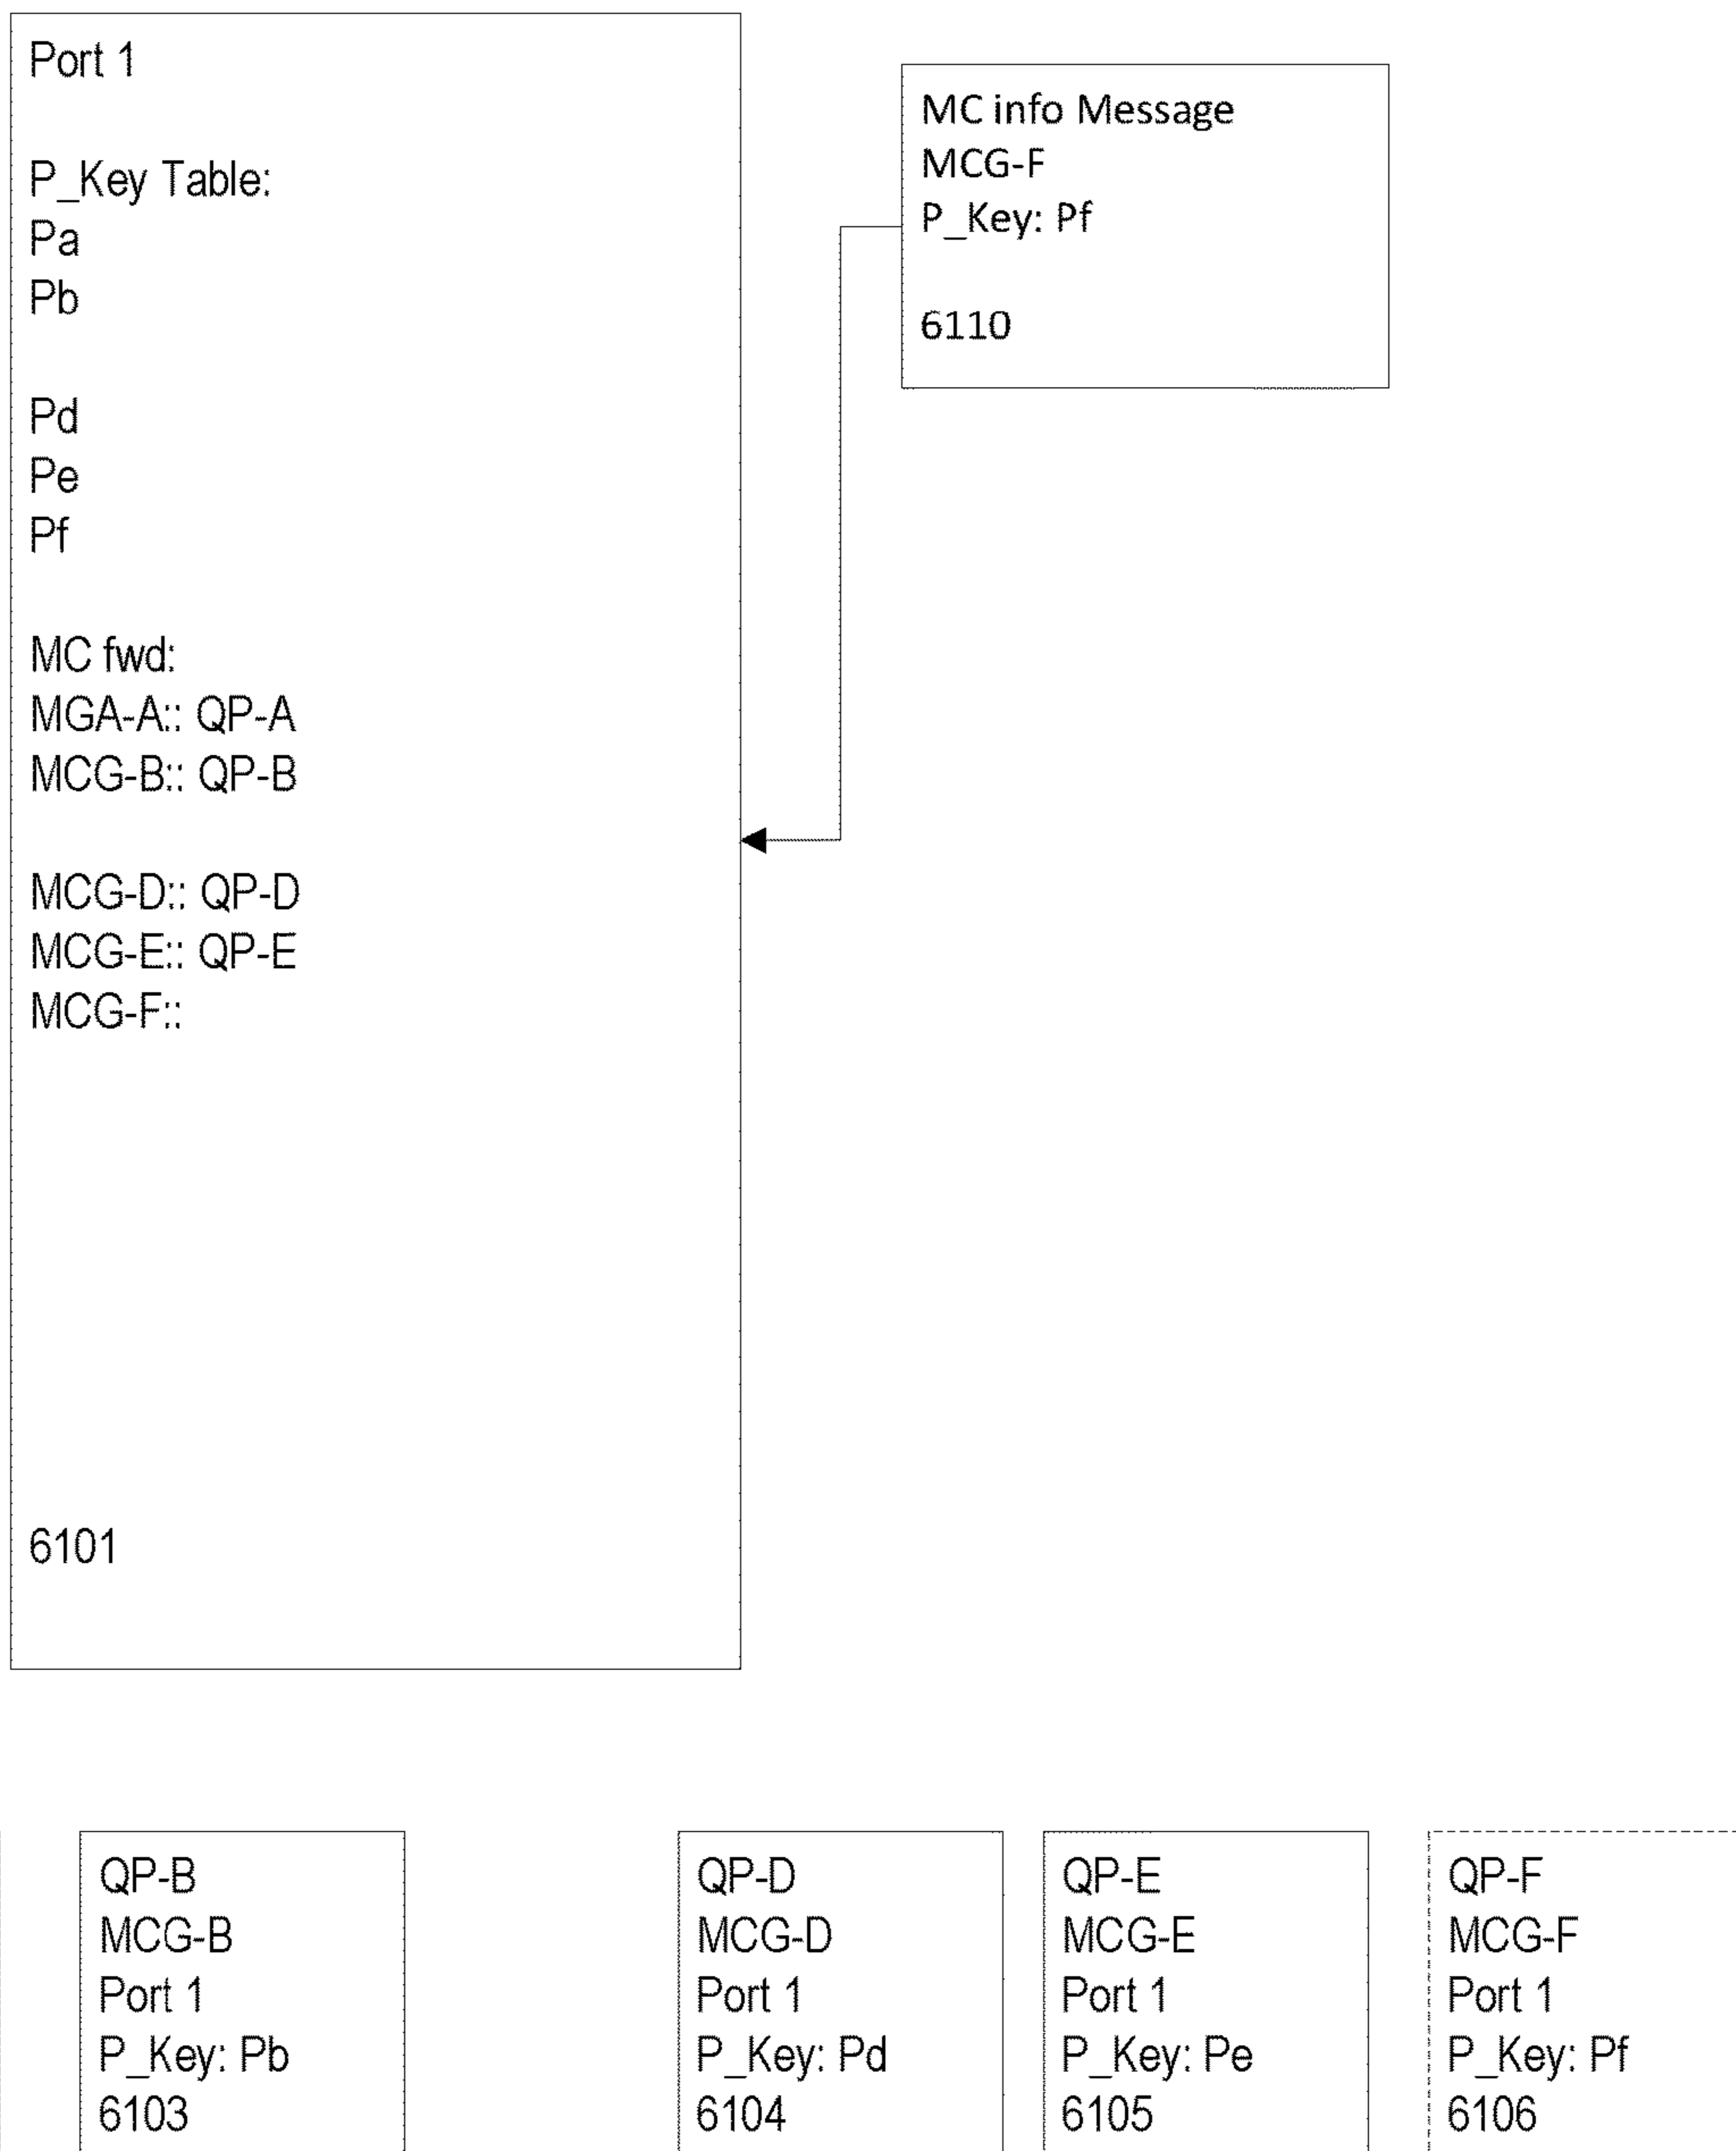 Port 1
P_Key Table:
Pa
Pb
Pd
Pe
Pf
MC fwd:
MGA-A:: QP-A
MCG-B:: QP-B
MCG-D:: QP-D
MCG-E:: QP-E
MCG-F::
6101
MC info Message
MCG-F
P_Key: Pf
6110
QP-B
MCG-B
Port 1
P_Key: Pb
6103
QP-D
MCG-D
Port 1
P_Key: Pd
6104
QP-E
MCG-E
Port 1
P_Key: Pe
6105
QP-F
MCG-F
Port 1
P_Key: Pf
6106